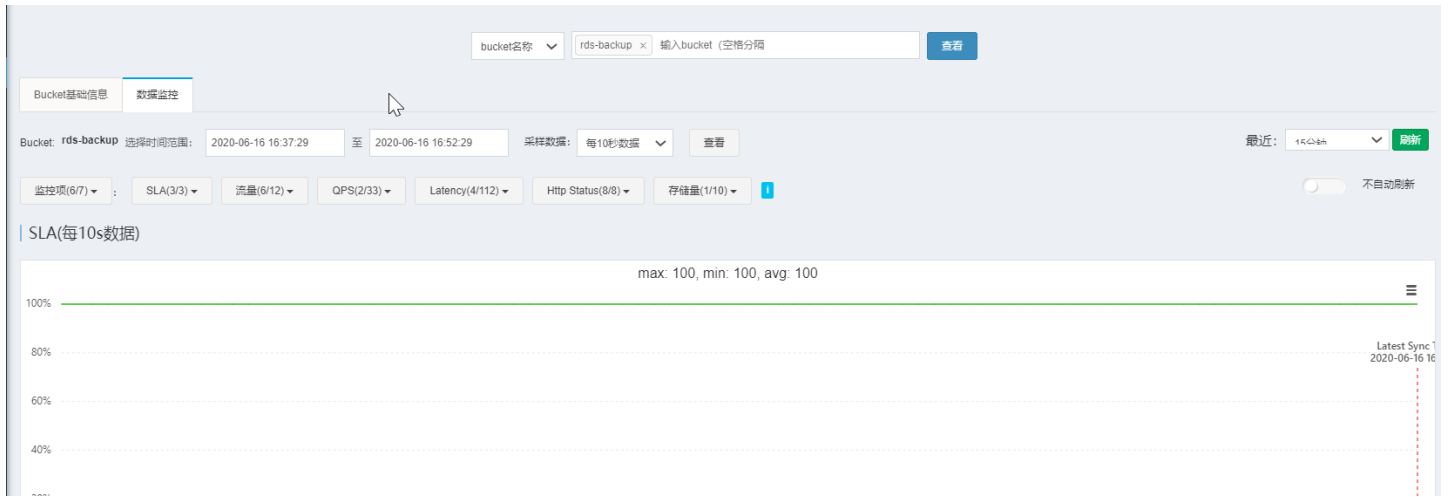 bucket名称 rds-backup × 输入bucket（空格分隔 查看
Bucket基础信息 数据监控
Bucket: rds-backup 选择时间范围： 2020-06-16 16:37:29 至 2020-06-16 16:52:29 采样数据： 每10秒数据 查看 最近： 15分钟 刷新
监控项(6/7) ： SLA(3/3) 流量(6/12) QPS(2/33) Latency(4/112) Http Status(8/8) 存储量(1/10) i 不自动刷新
SLA(每10s数据)
max: 100, min: 100, avg: 100
100%
80%
Latest Sync
2020-06-16 16
60%
40%